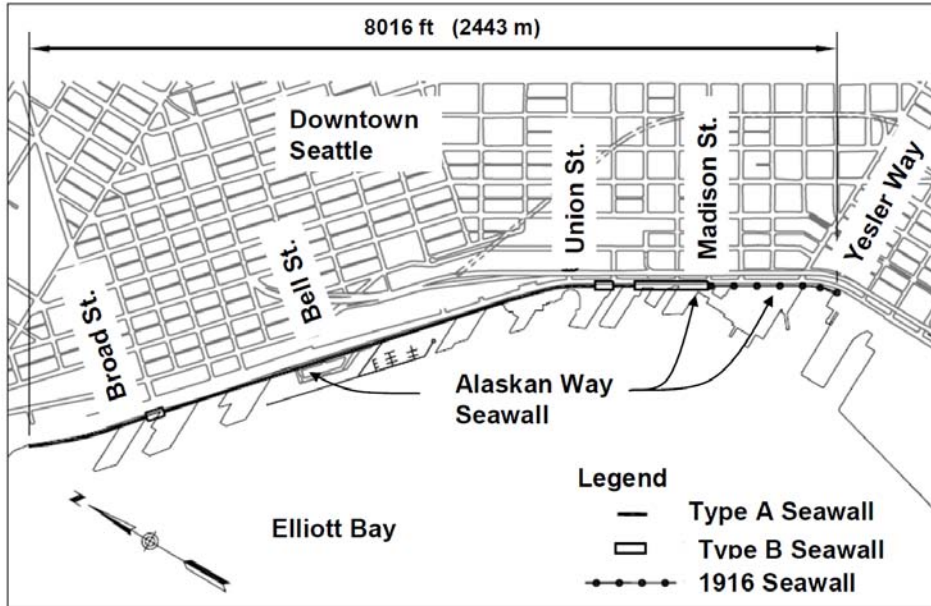 8016 ft (2443 m)
Downtown
Seattle
Union St.
Madison St.
Yesler Way
Bell St.
Broad St.
Alaskan Way
Seawall
N
Elliott Bay
Legend
Type A Seawall
Type B Seawall
1916 Seawall